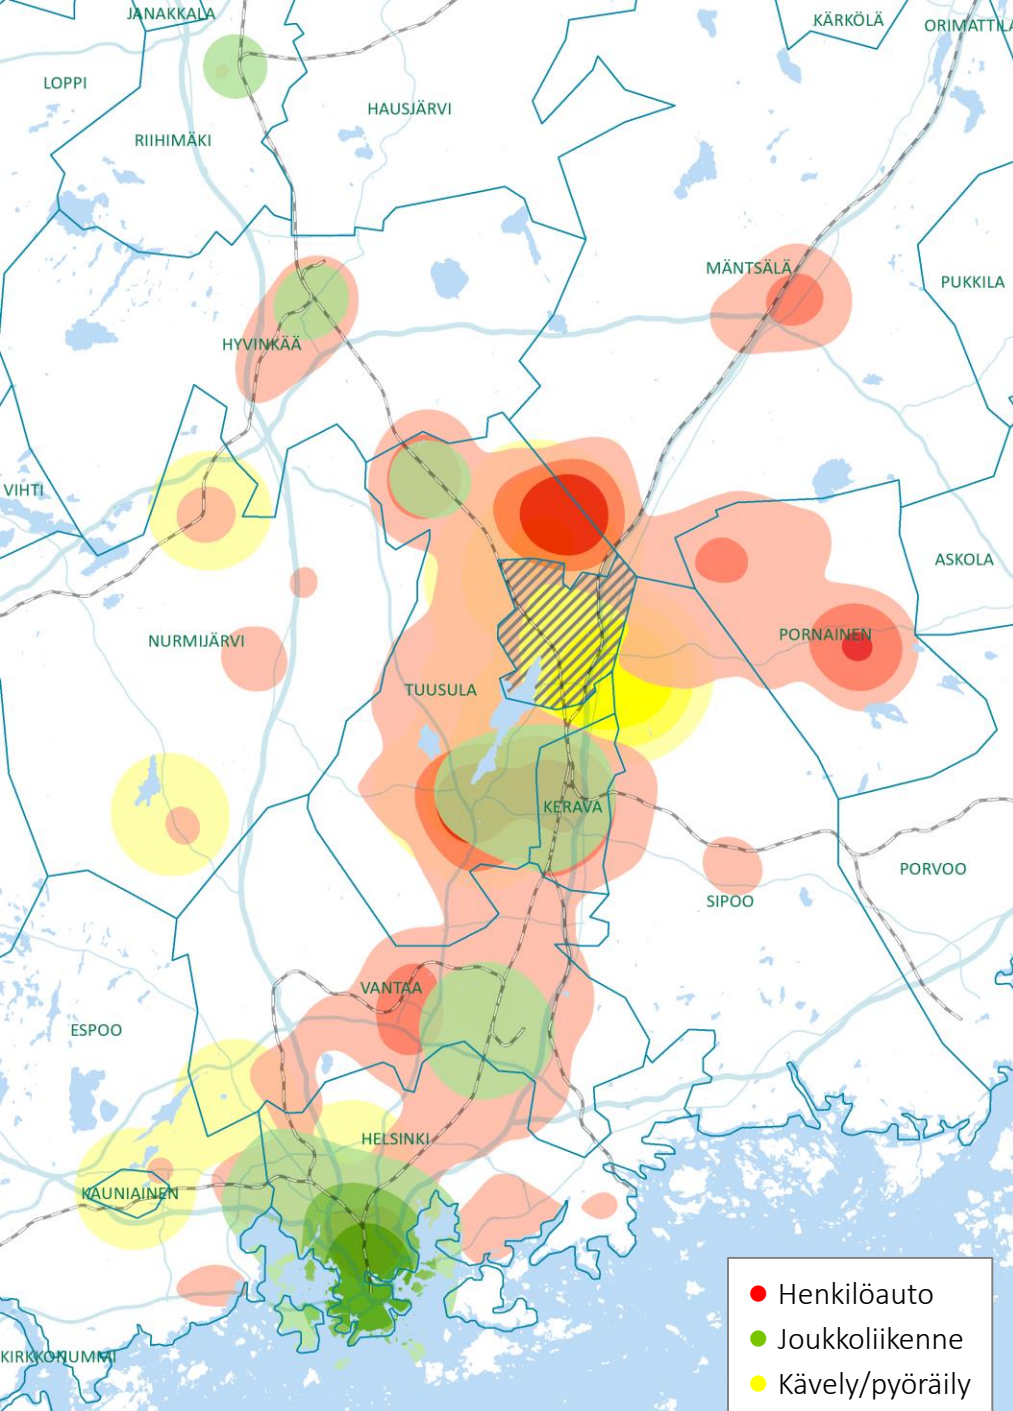 JANAKKALA
KÄRKÖLÄ
ORIMATTILA
LOPPI
HAUSJÄRVI
RIIHIMÄKI
MÄNTSÄLÄ
PUKKILA
HYVINKÄÄ
VIHTI
ASKOLA
NURMIJÄRVI
PORNAINEN
TUUSULA
KERAVA
PORVOO
SIPOO
VANTAA
ESPOO
HELSINKI
KAUNIAINEN
Henkilöauto
Joukkoliikenne
KIRKKONUMMI
Kävely/pyöräily